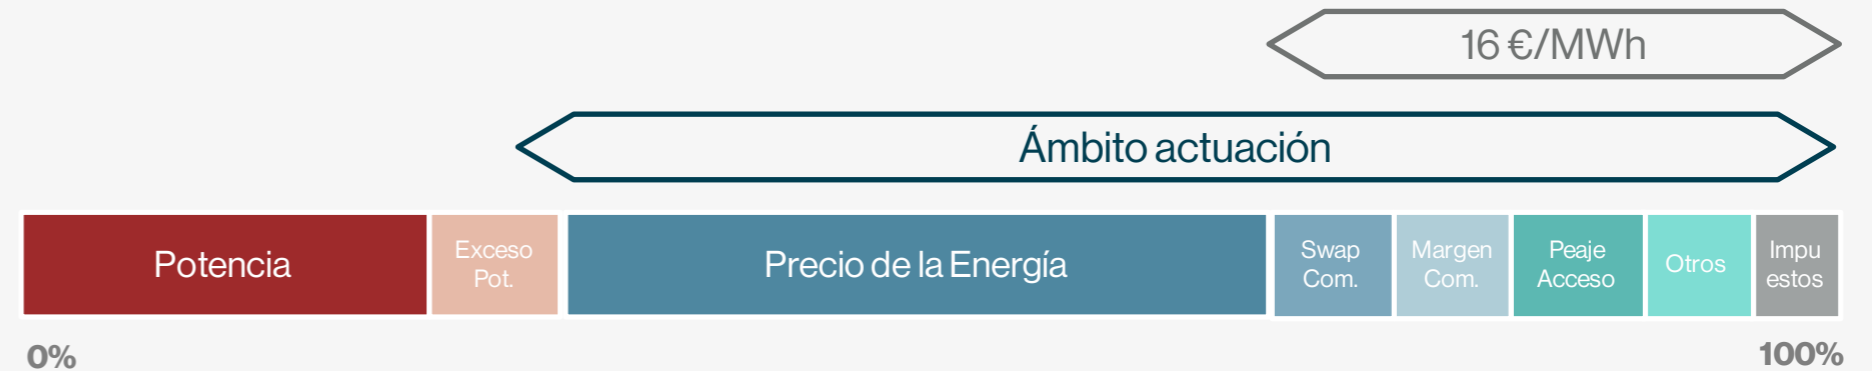 16 €/MWh
Ámbito actuación
Potencia
Exceso
Pot.
Precio de la Energía
Swap
Com.
Margen
Com.
Peaje
Acceso
Otros
Impu
estos
0%
100%